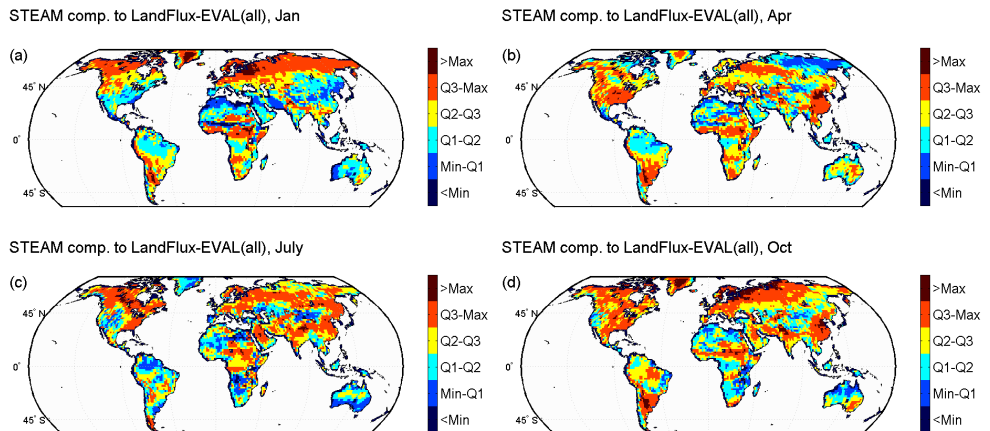 STEAM comp. to LandFlux-EVAL(all), Jan
(a)
45° N
0°
45° S
>Max
Q3-Max
Q2-Q3
Q1-Q2
Min-Q1
<Min
STEAM comp. to LandFlux-EVAL(all), Apr
(b)
45° N
0°
45° S
>Max
Q3-Max
Q2-Q3
Q1-Q2
Min-Q1
<Min
STEAM comp. to LandFlux-EVAL(all), July
(c)
45° N
0°
45° S
>Max
Q3-Max
Q2-Q3
Q1-Q2
Min-Q1
<Min
STEAM comp. to LandFlux-EVAL(all), Oct
(d)
45° N
0°
45° S
>Max
Q3-Max
Q2-Q3
Q1-Q2
Min-Q1
<Min